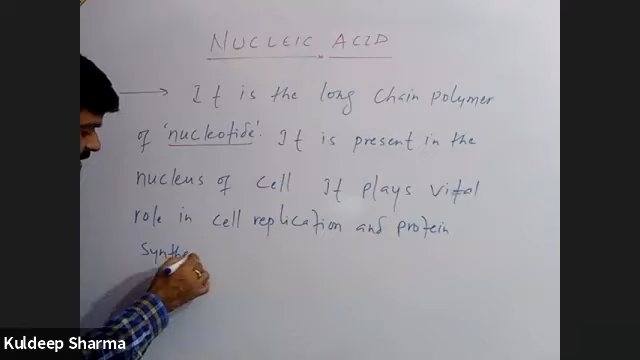 NUCLEIC ACID
It is the long chain polymer
of 'nucleotide'. It is present in the
nucleus of cell It plays vital
role in cell replication and protein
Synthe
Kuldeep Sharma